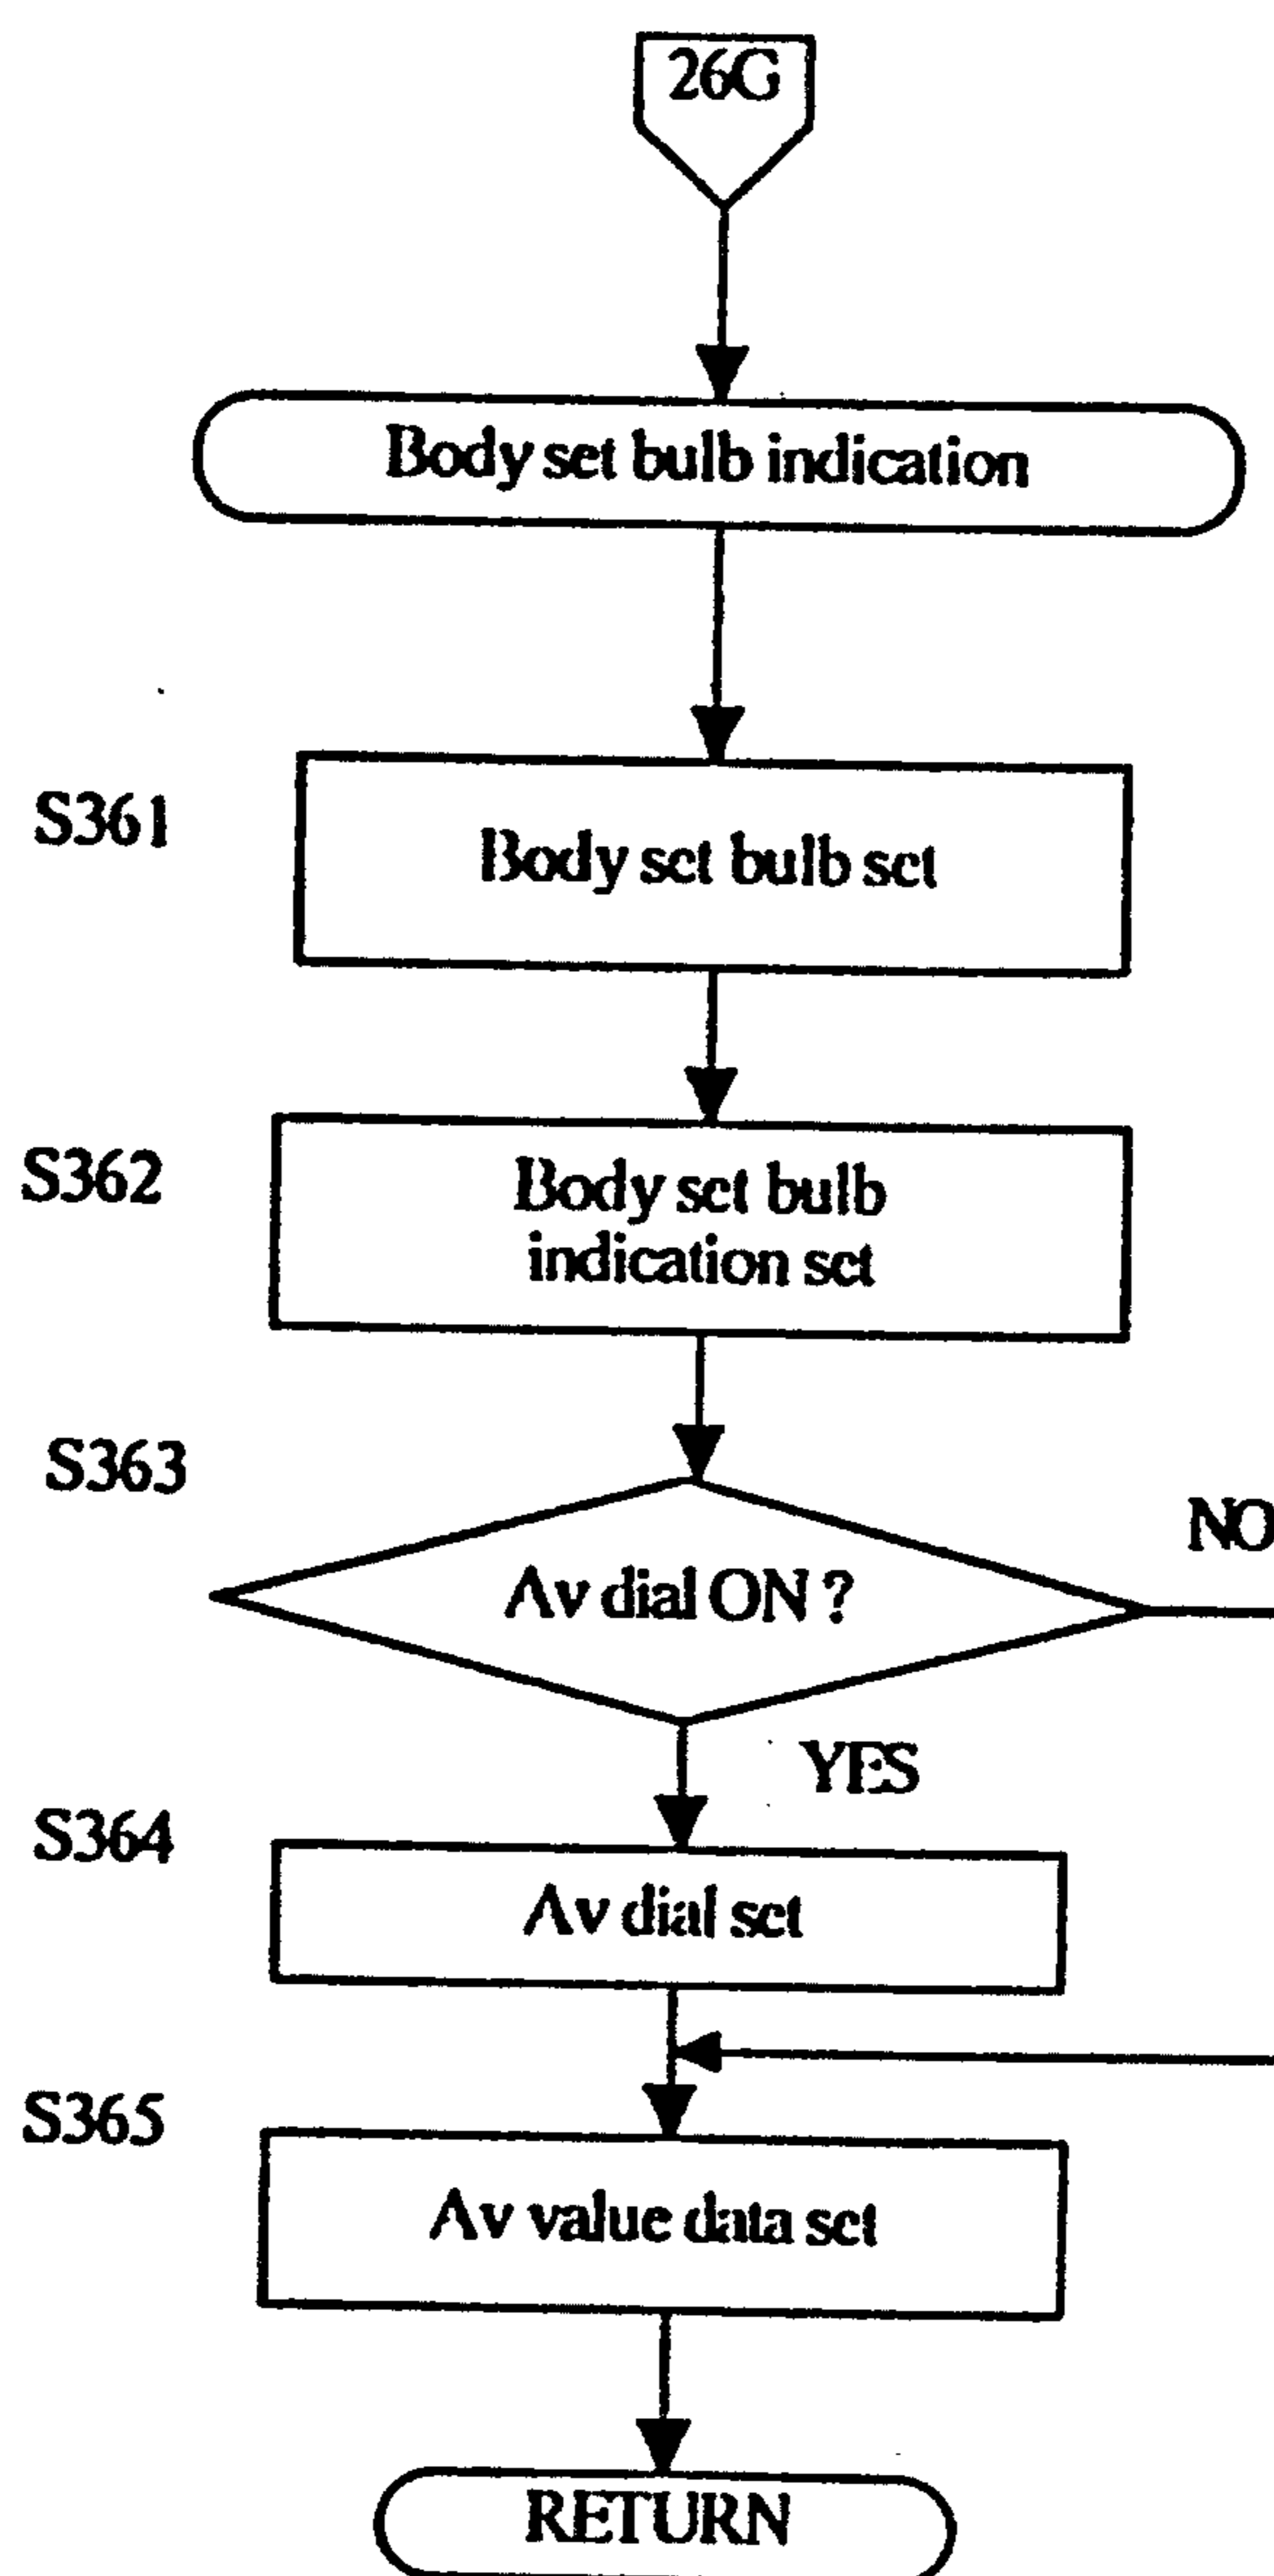 26G
Body set bulb indication
S361
Body set bulb set
S362
Body set bulb
indication set
S363
Av dial ON ?
NO
YES
S364
Av dial set
S365
Av value data set
RETURN